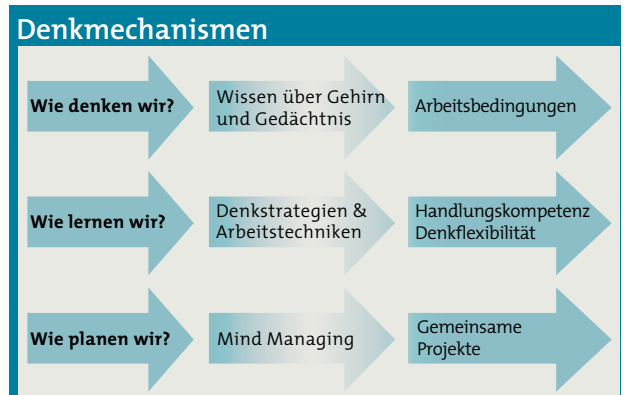 Denkmechanismen
Wie denken wir?
Wissen über Gehirn
und Gedächtnis
Arbeitsbedingungen
Wie lernen wir?
Denkstrategien &
Arbeitstechniken
Handlungskompetenz
Denkflexibilität
Wie planen wir?
Mind Managing
Gemeinsame
Projekte